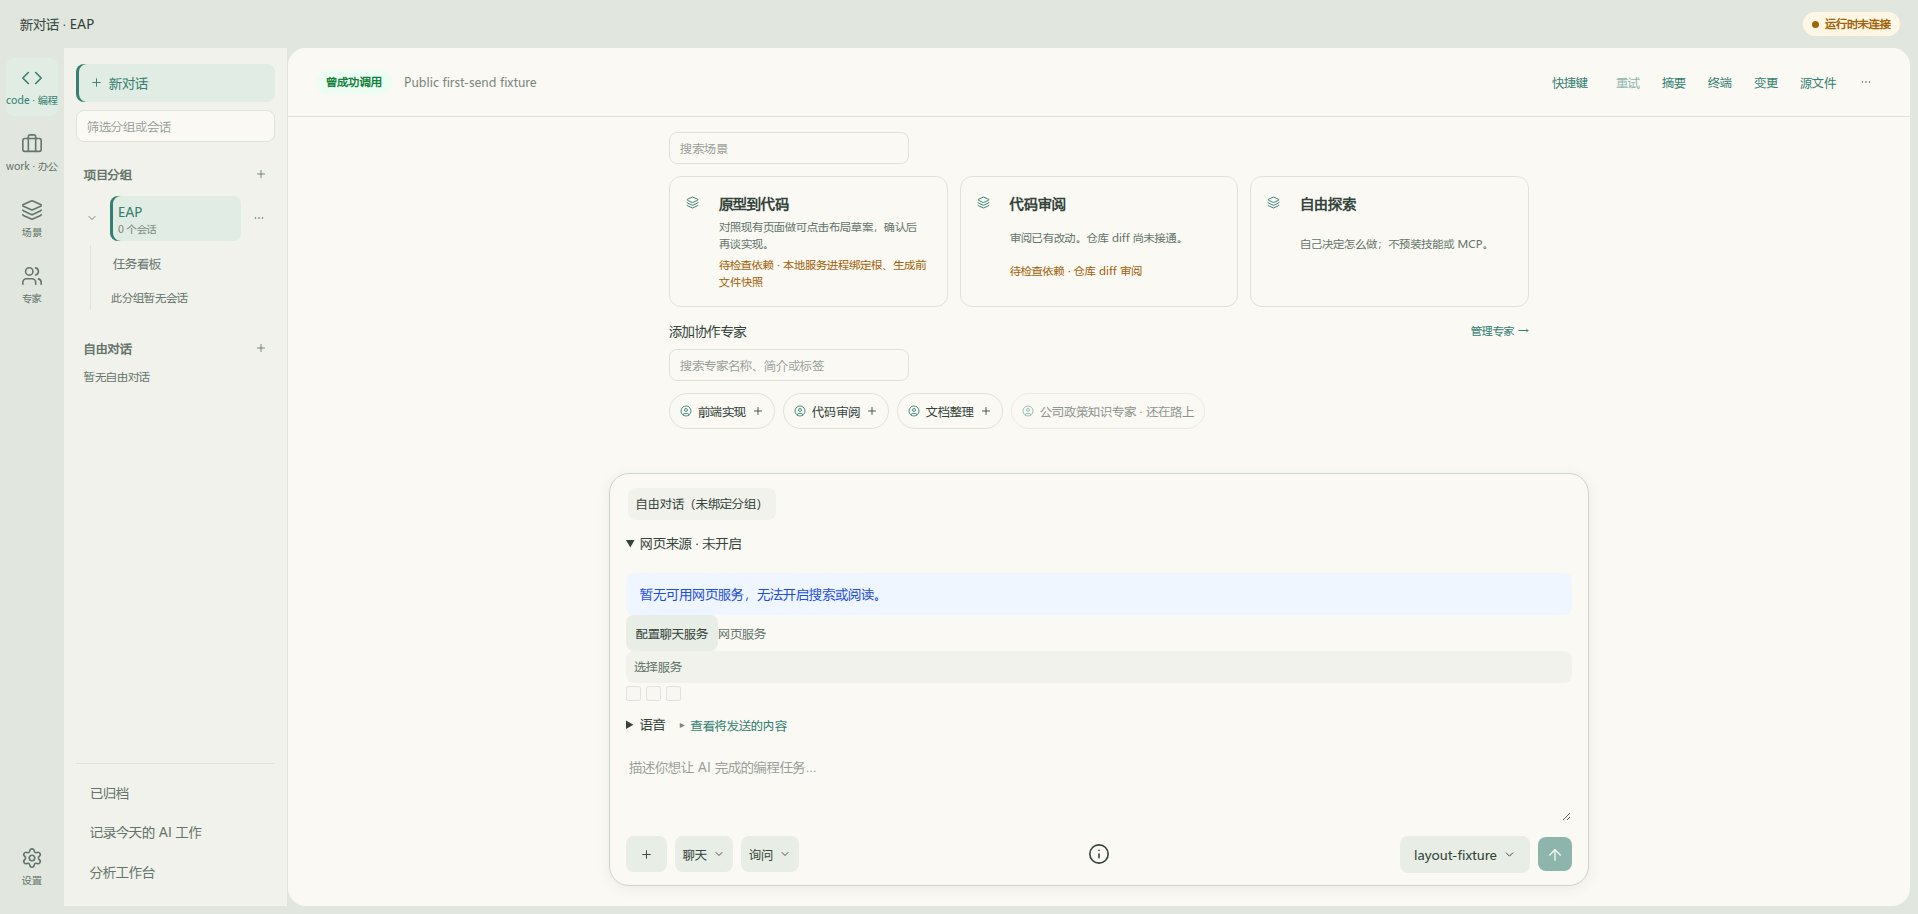 新对话 · EAP
运行时未连接
code · 编程
work · 办公
场景
专家
设置
+ 新对话
筛选分组或会话
项目分组 +
EAP
0 个会话
任务看板
此分组暂无会话
自由对话 +
暂无自由对话
已归档
记录今天的 AI 工作
分析工作台
曾成功调用 Public first-send fixture
快捷键 重试 摘要 终端 变更 源文件 ···
搜索场景
原型到代码
对照现有页面做可点击布局草案，确认后
再谈实现。
待检查依赖 · 本地服务进程绑定根、生成前
文件快照
代码审阅
审阅已有改动。仓库 diff 尚未接通。
待检查依赖 · 仓库 diff 审阅
自由探索
自己决定怎么做；不预装技能或 MCP。
添加协作专家 管理专家 →
搜索专家名称、简介或标签
前端实现 + 代码审阅 + 文档整理 + 公司政策知识专家 · 还在路上
自由对话（未绑定分组）
▼ 网页来源 · 未开启
暂无可用网页服务，无法开启搜索或阅读。
配置聊天服务 网页服务
选择服务
▶ 语音 ▸ 查看将发送的内容
描述你想让 AI 完成的编程任务...
+ 聊天 询问 layout-fixture